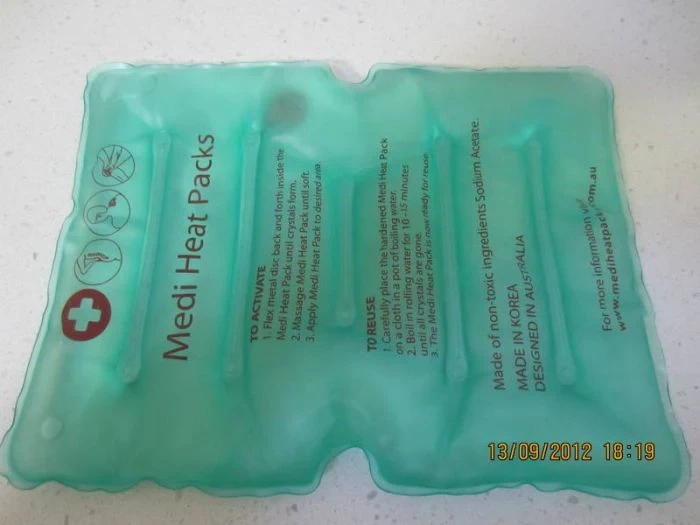 Medi Heat Packs
TO ACTIVATE
1. Flex metal disc back and forth inside the
Medi Heat Pack until crystals form.
2. Massage Medi Heat Pack until soft.
3. Apply Medi Heat Pack to desired area.
TO REUSE
1. Carefully place the hardened Medi Heat Pack
on a cloth in a pot of boiling water.
2. Boil in rolling water for 10 -15 minutes
until all crystals are gone.
3. The Medi Heat Pack is now ready for reuse.
Made of non-toxic ingredients Sodium Acetate.
MADE IN KOREA
DESIGNED IN AUSTRALIA
For more information
www.mediheatpack.com.au
13/09/2012 18:19